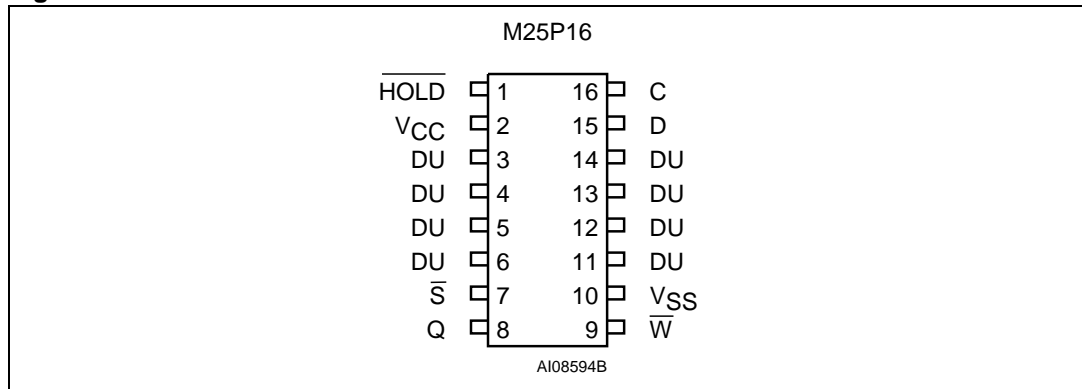 M25P16
HOLD 1 16 C
VCC 2 15 D
DU 3 14 DU
DU 4 13 DU
DU 5 12 DU
DU 6 11 DU
S 7 10 VSS
Q 8 9 W
AI08594B